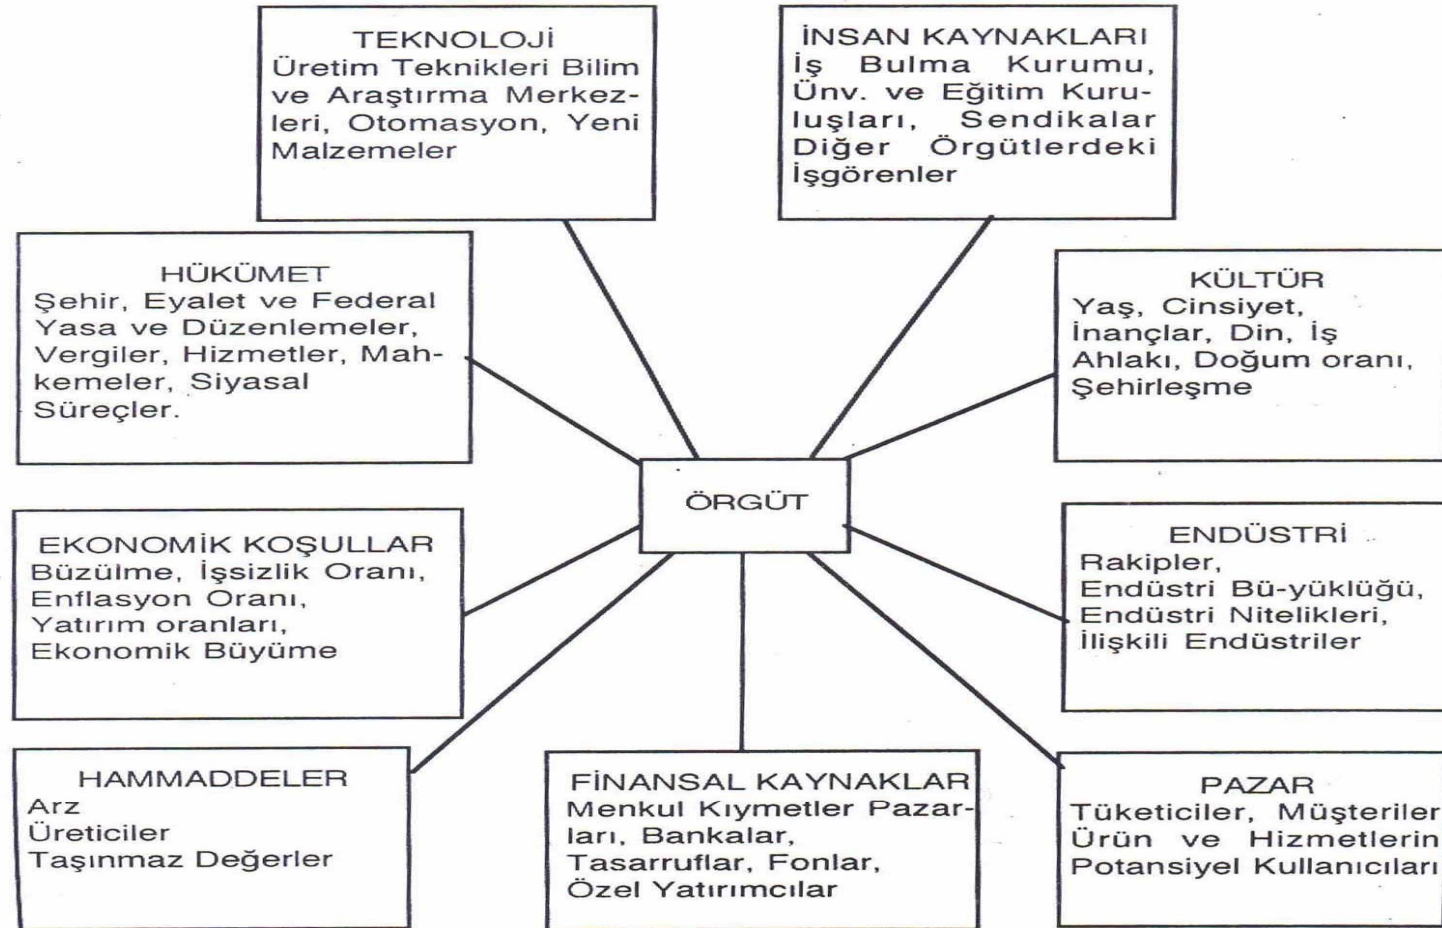 TEKNOLOJİ
Üretim Teknikleri Bilim
ve Araştırma Merkez-
leri, Otomasyon, Yeni
Malzemeler
İNSAN KAYNAKLARI
İş Bulma Kurumu,
Ünv. ve Eğitim Kuru-
luşları, Sendikalar
Diğer Örgütlerdeki
İşgörenler
HÜKÜMET
Şehir, Eyalet ve Federal
Yasa ve Düzenlemeler,
Vergiler, Hizmetler, Mah-
kemeler, Siyasal
Süreçler.
KÜLTÜR
Yaş, Cinsiyet,
İnançlar, Din, İş
Ahlakı, Doğum oranı,
Şehirleşme
ÖRGÜT
EKONOMİK KOŞULLAR
Büzülme, İşsizlik Oranı,
Enflasyon Oranı,
Yatırım oranları,
Ekonomik Büyüme
ENDÜSTRİ
Rakipler,
Endüstri Bü-yüklüğü,
Endüstri Nitelikleri,
İlişkili Endüstriler
HAMMADDELER
Arz
Üreticiler
Taşınmaz Değerler
FİNANSAL KAYNAKLAR
Menkul Kıymetler Pazar-
ları, Bankalar,
Tasarruflar, Fonlar,
Özel Yatırımcılar
PAZAR
Tüketiciler, Müşteriler
Ürün ve Hizmetlerin
Potansiyel Kullanıcıları